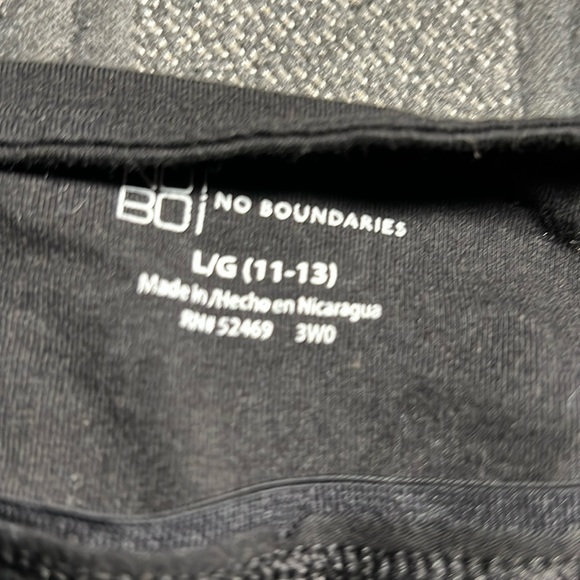 NO
BO NO BOUNDARIES
L/G (11-13)
Made in/Hecho en Nicaragua
RN# 52469 3W0